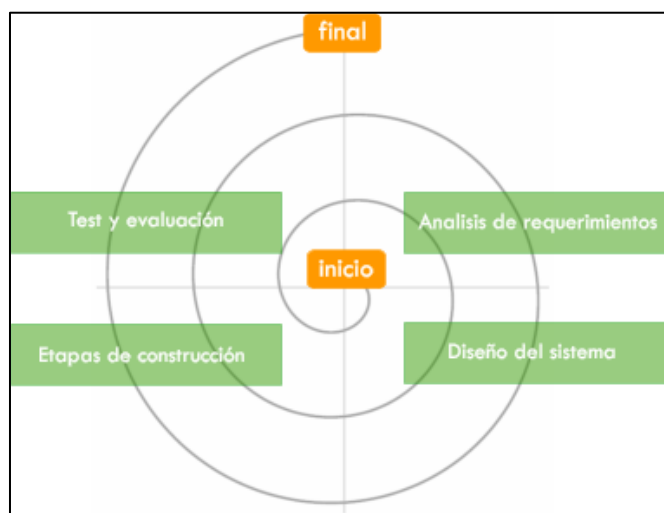 final
Test y evaluación
Analisis de requerimientos
inicio
Etapas de construcción
Diseño del sistema